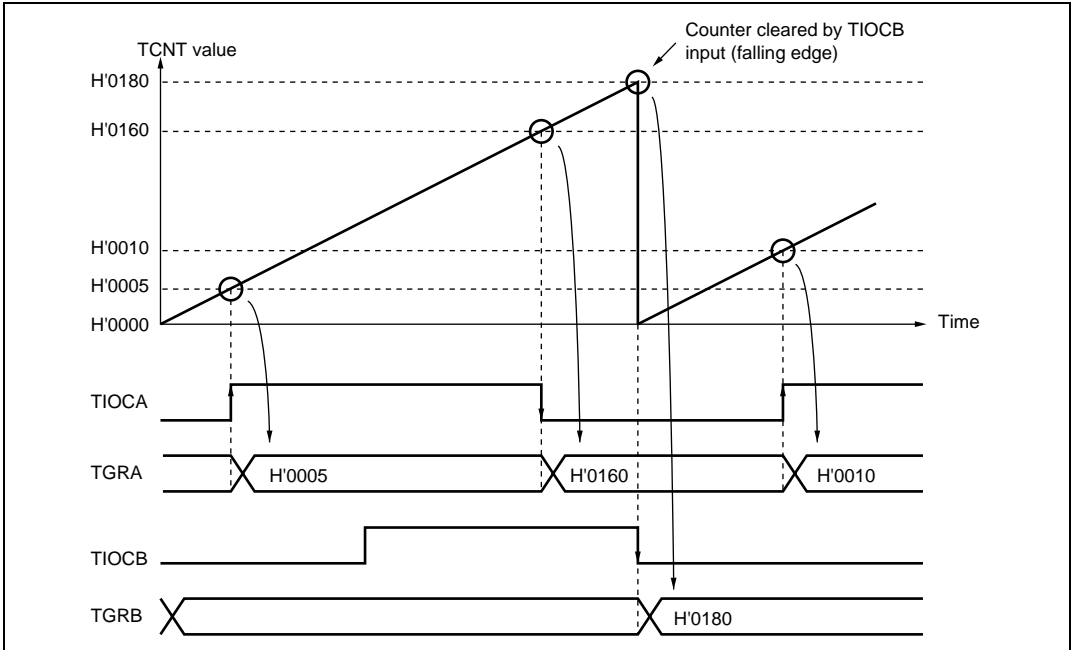 Counter cleared by TIOCB
input (falling edge)
TCNT value
H'0180
H'0160
H'0010
H'0005
H'0000
Time
TIOCA
TGRA
H'0005
H'0160
H'0010
TIOCB
TGRB
H'0180